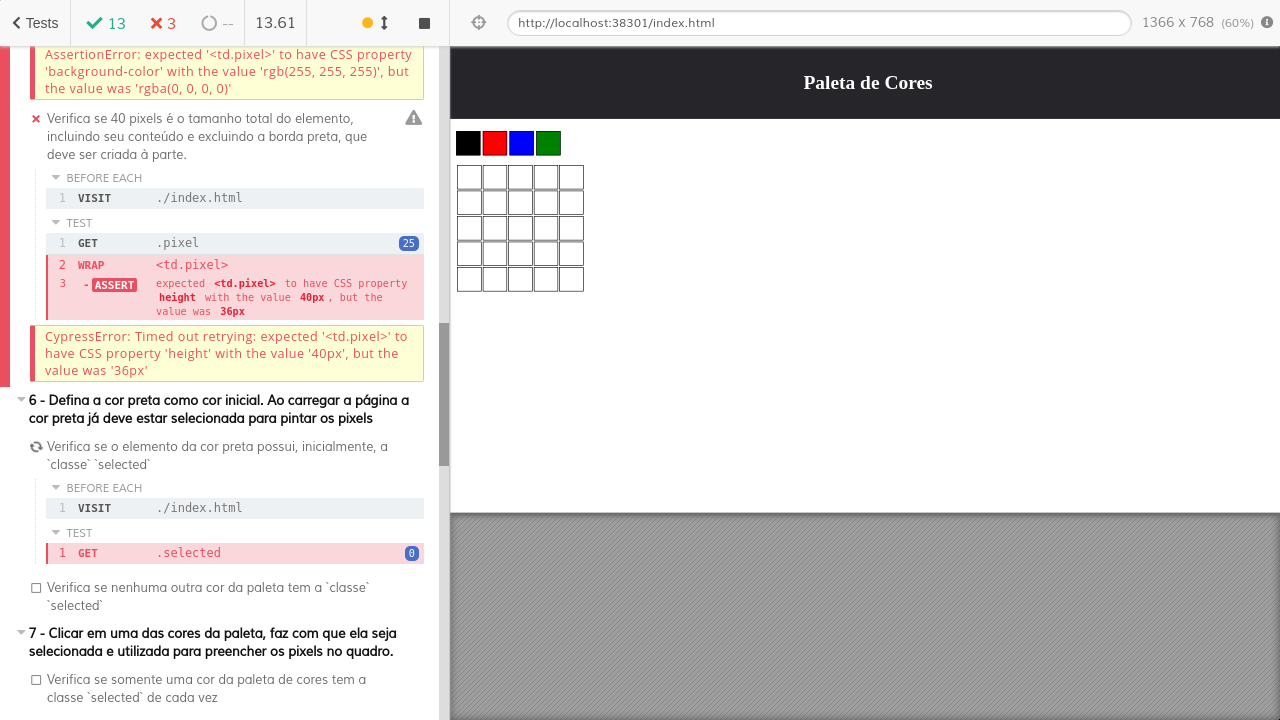 Tests
13
3
--
13.61
http://localhost:38301/index.html
1366 x 768 (60%)
AssertionError: expected '<td.pixel>' to have CSS property
'background-color' with the value 'rgb(255, 255, 255)', but
the value was 'rgba(0, 0, 0, 0)'
Verifica se 40 pixels é o tamanho total do elemento,
incluindo seu conteúdo e excluindo a borda preta, que
deve ser criada à parte.
BEFORE EACH
1 VISIT ./index.html
TEST
1 GET .pixel 25
2 WRAP <td.pixel>
3 - ASSERT expected <td.pixel> to have CSS property
height with the value 40px, but the
value was 36px
CypressError: Timed out retrying: expected '<td.pixel>' to
have CSS property 'height' with the value '40px', but the
value was '36px'
6 - Defina a cor preta como cor inicial. Ao carregar a página a
cor preta já deve estar selecionada para pintar os pixels
Verifica se o elemento da cor preta possui, inicialmente, a
`classe` `selected`
BEFORE EACH
1 VISIT ./index.html
TEST
1 GET .selected 0
Verifica se nenhuma outra cor da paleta tem a `classe`
`selected`
7 - Clicar em uma das cores da paleta, faz com que ela seja
selecionada e utilizada para preencher os pixels no quadro.
Verifica se somente uma cor da paleta de cores tem a
classe `selected` de cada vez
Paleta de Cores